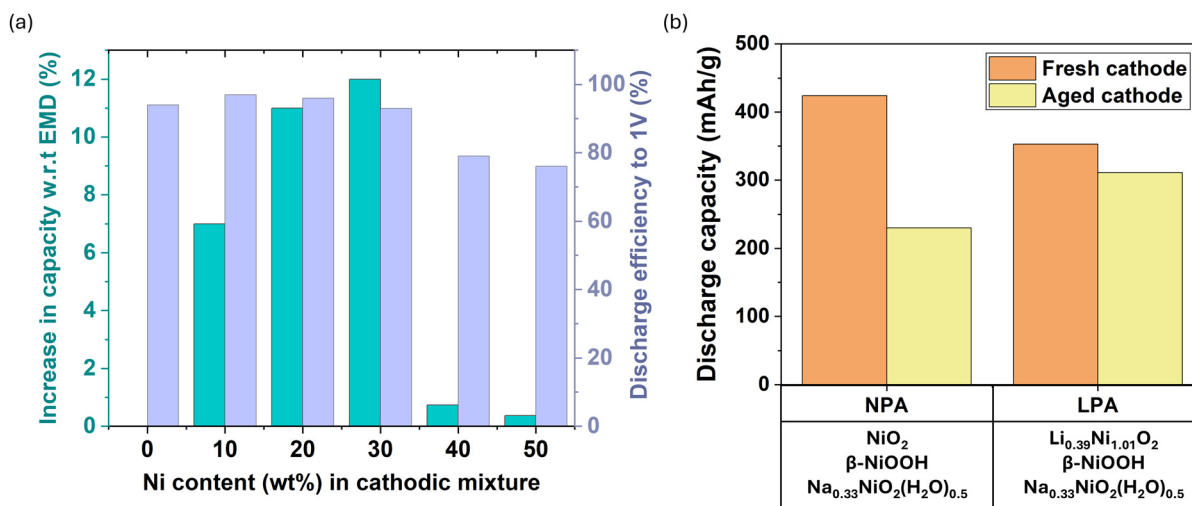 (a)
Increase in capacity w.r.t EMD (%)
12
10
8
6
4
2
0
100
80
60
40
20
0
Discharge efficiency to 1V (%)
0 10 20 30 40 50
Ni content (wt%) in cathodic mixture
(b)
Discharge capacity (mAh/g)
500
400
300
200
100
0
Fresh cathode
Aged cathode
NPA LPA
NiO₂ Li₀.₃₉Ni₁.₀₁O₂
β-NiOOH β-NiOOH
Na₀.₃₃NiO₂(H₂O)₀.₅ Na₀.₃₃NiO₂(H₂O)₀.₅